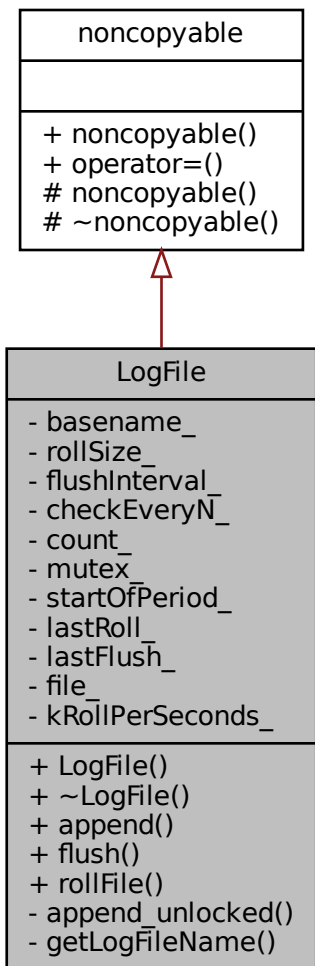 noncopyable
+ noncopyable()
+ operator=()
# noncopyable()
# ~noncopyable()
LogFile
- basename_
- rollSize_
- flushInterval_
- checkEveryN_
- count_
- mutex_
- startOfPeriod_
- lastRoll_
- lastFlush_
- file_
- kRollPerSeconds_
+ LogFile()
+ ~LogFile()
+ append()
+ flush()
+ rollFile()
- append_unlocked()
- getLogFileName()